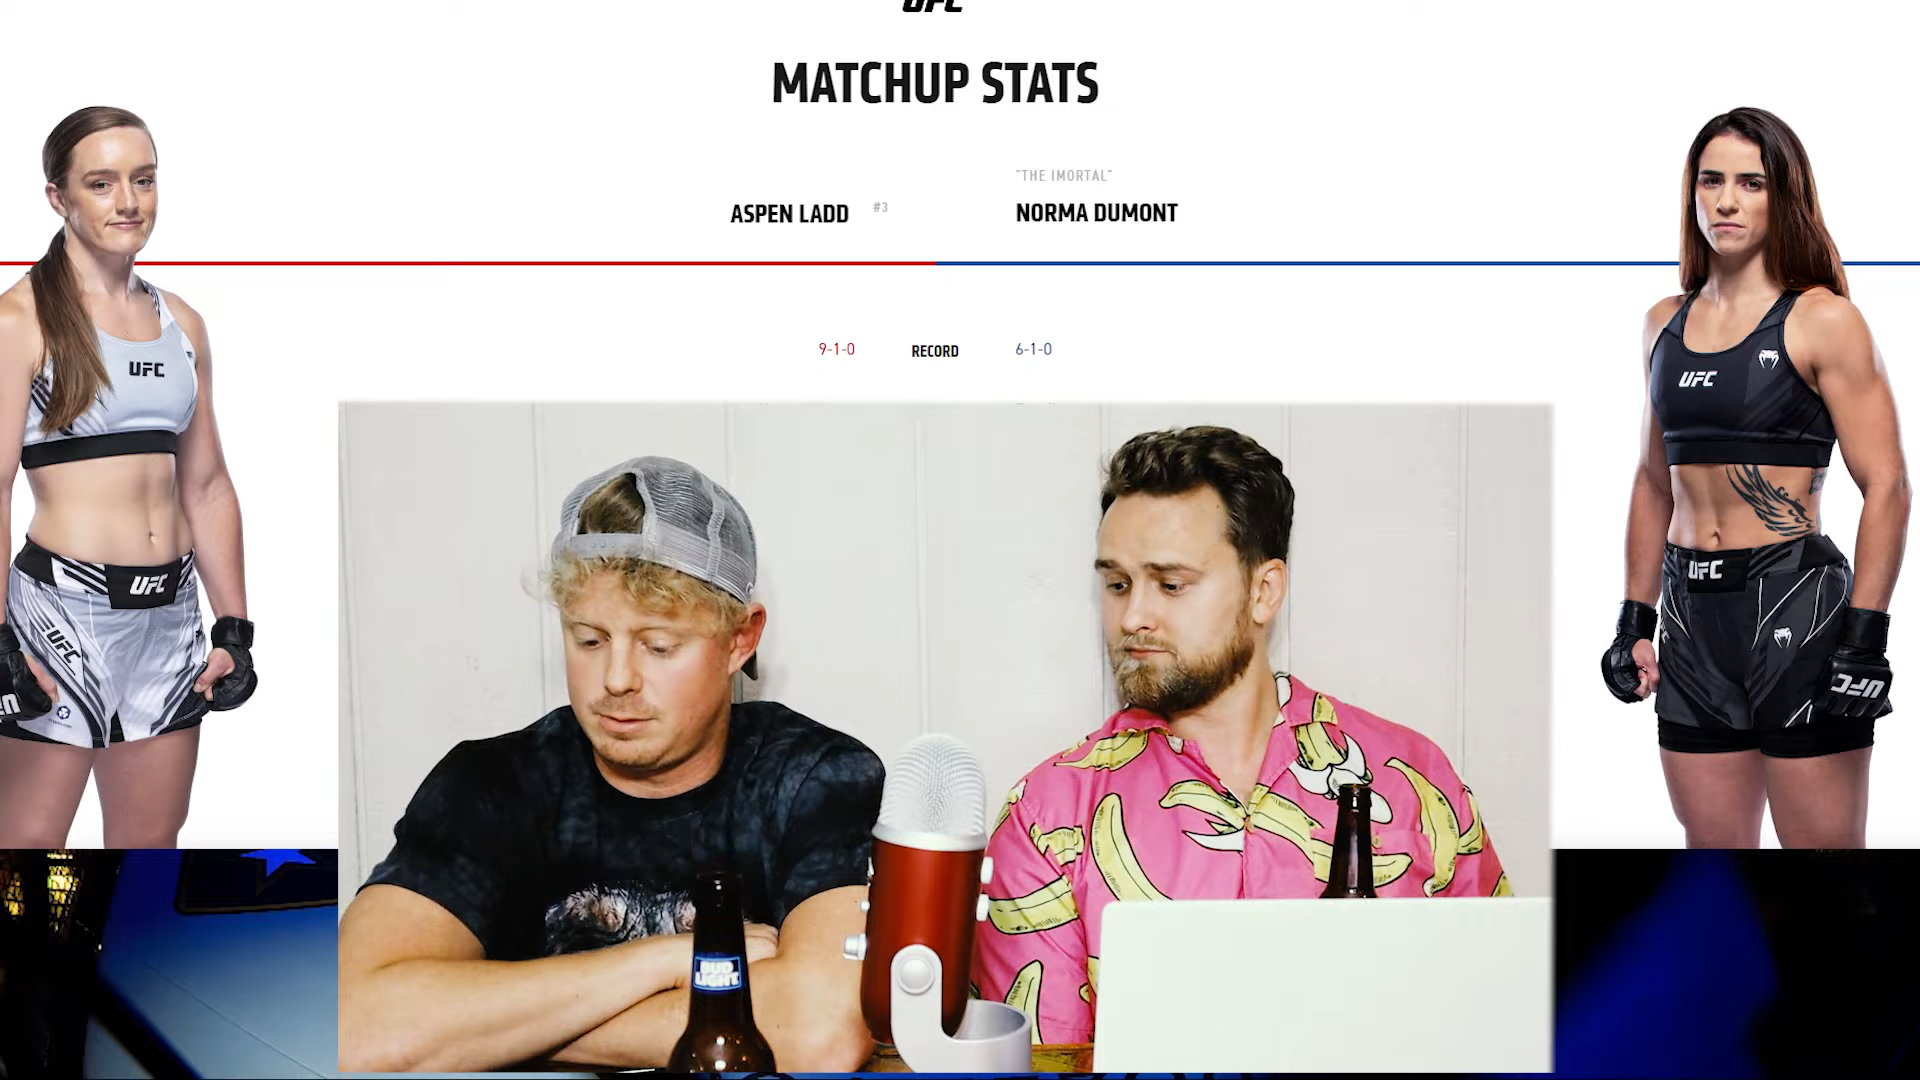 UFC
MATCHUP STATS
"THE IMORTAL"
ASPEN LADD #3
NORMA DUMONT
9-1-0 RECORD 6-1-0
UFC
UFC
UFC
UFC
UFC
UFC
BUD
LIGHT